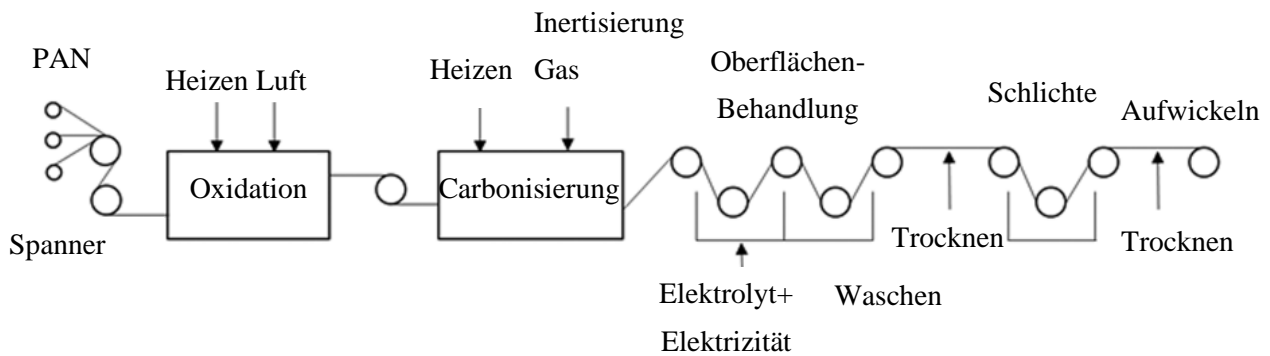 PAN
Heizen Luft
Inertisierung
Heizen Gas
Oberflächen-
Behandlung
Schlichte
Aufwickeln
Oxidation
Carbonisierung
Spanner
Trocknen
Trocknen
Elektrolyt+
Elektrizität
Waschen